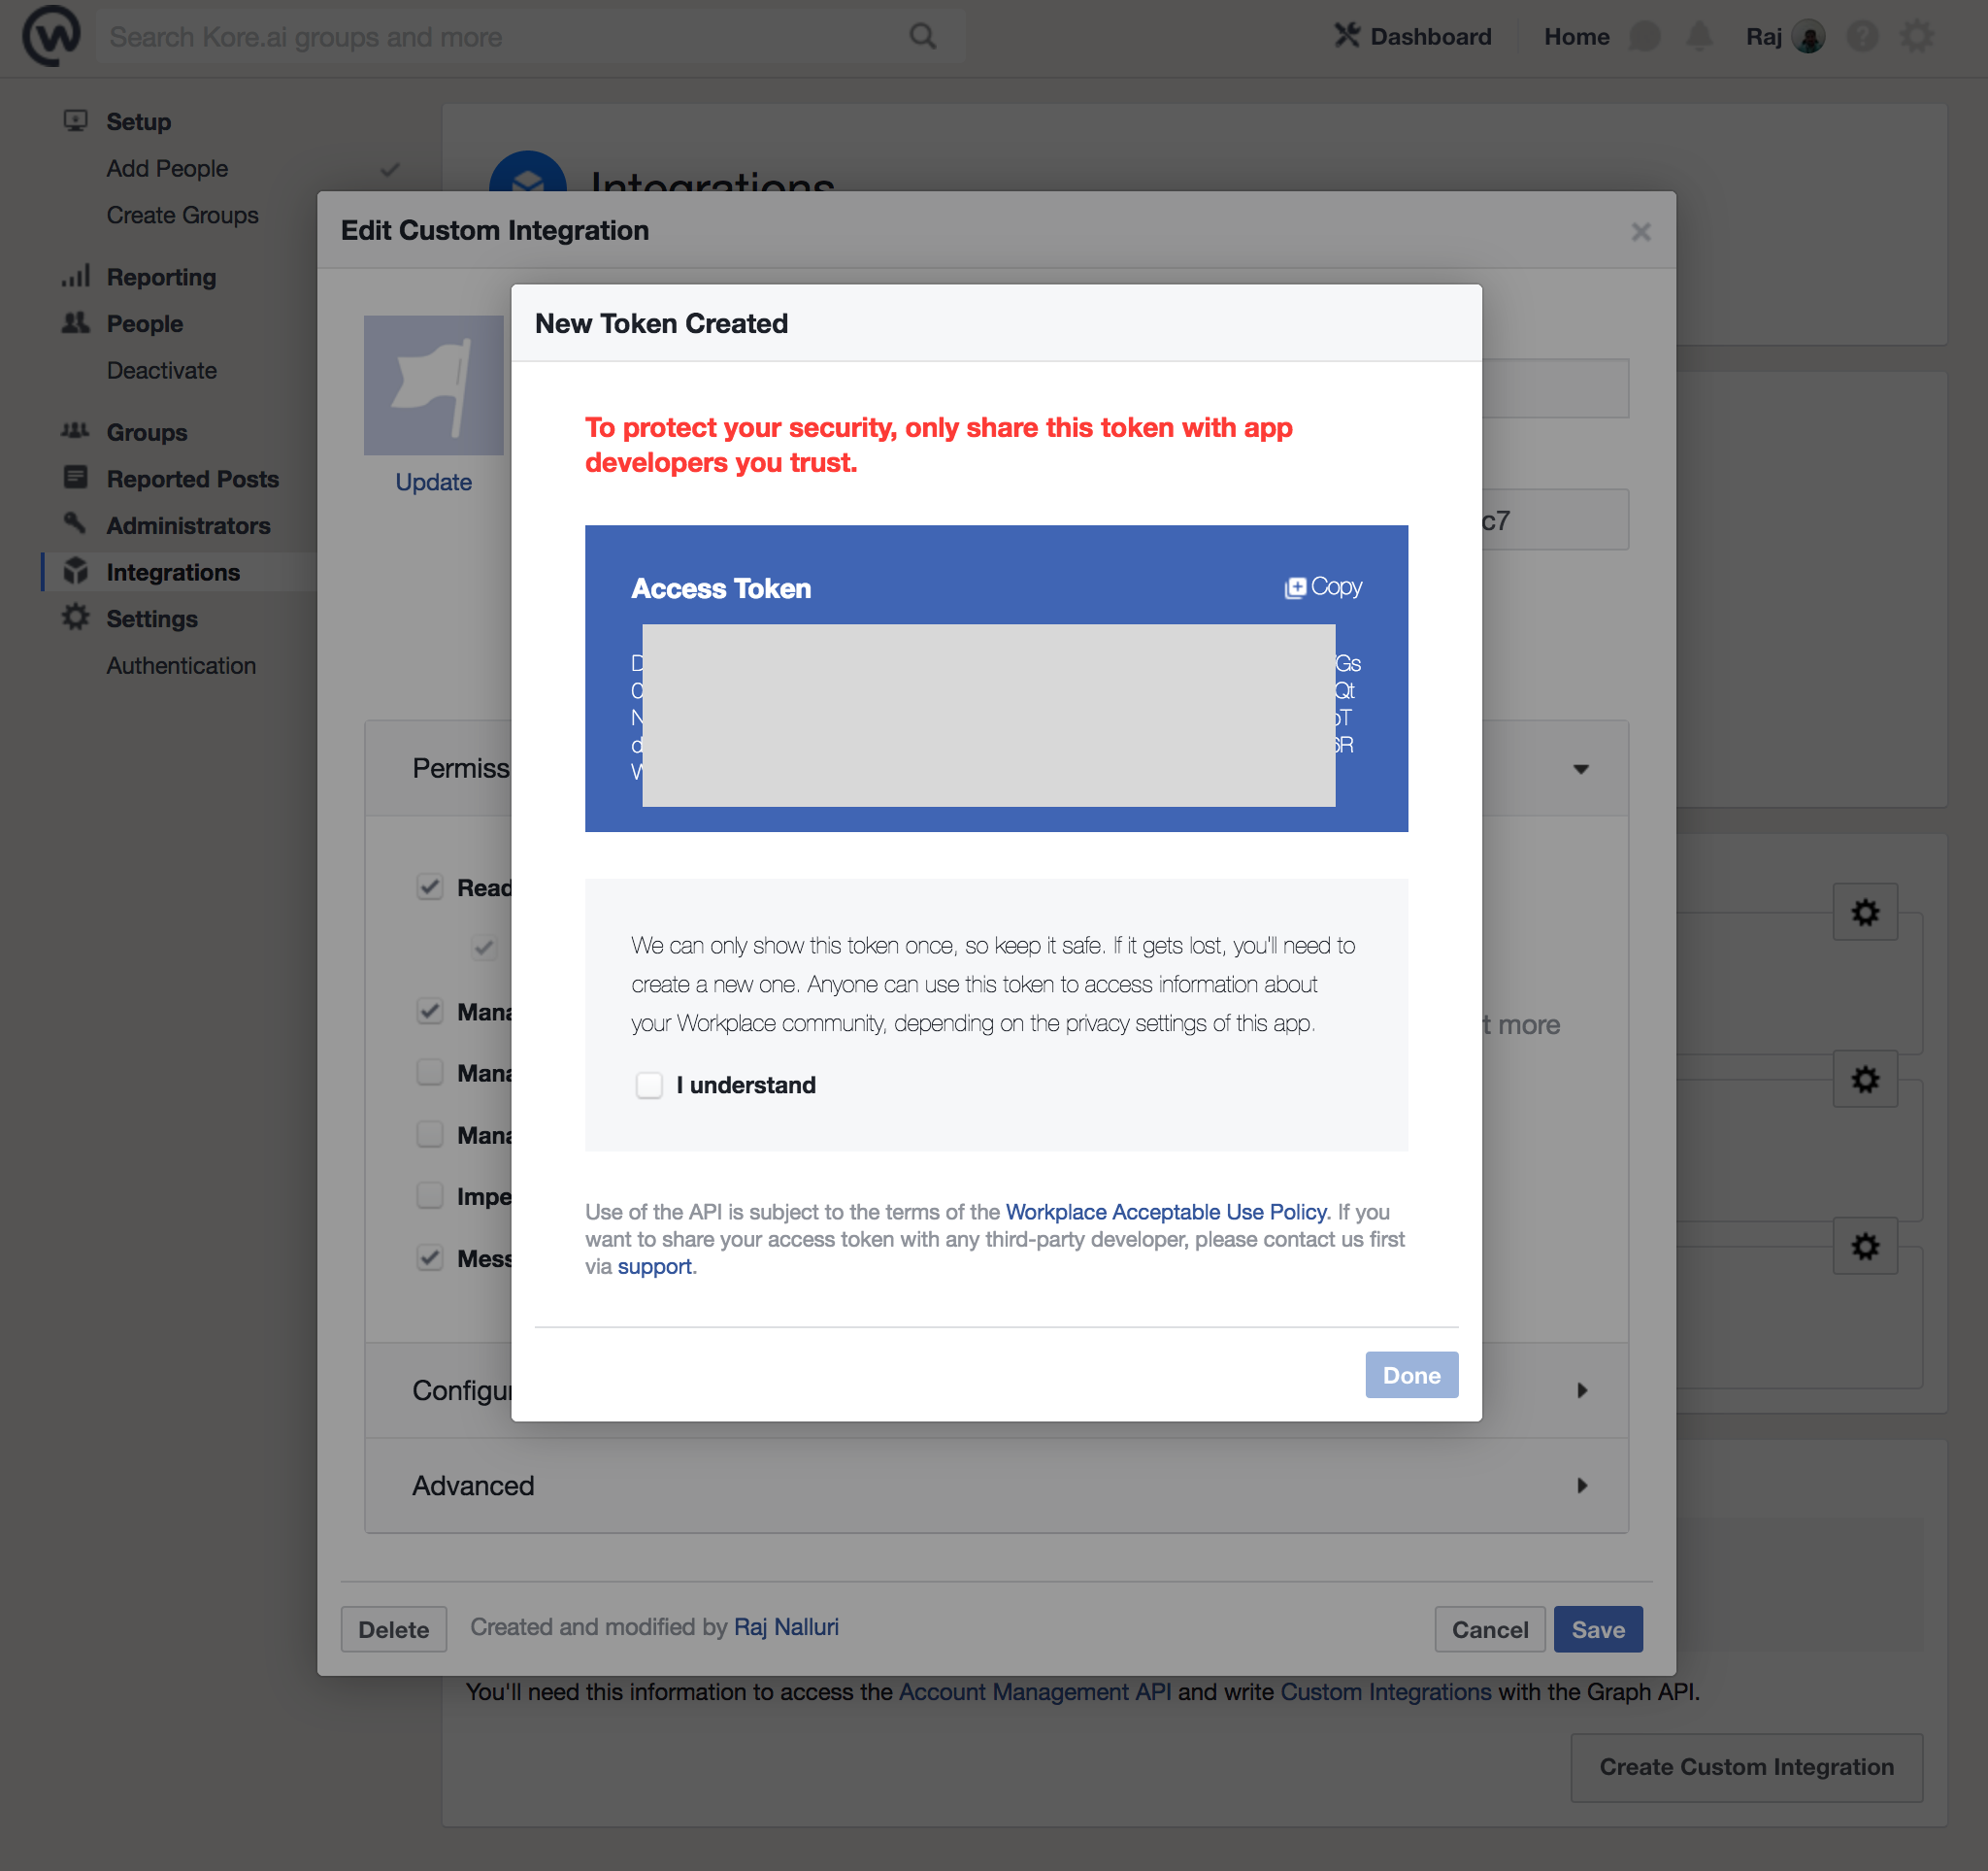 Search Kore.ai groups and more
Dashboard
Home
Raj
Setup
Add People
Create Groups
Reporting
People
Deactivate
Groups
Reported Posts
Administrators
Integrations
Settings
Authentication
Integrations
Edit Custom Integration
Update
c7
New Token Created
To protect your security, only share this token with app
developers you trust.
Access Token
Copy
Gs
Qt
T
R
We can only show this token once, so keep it safe. If it gets lost, you'll need to
create a new one. Anyone can use this token to access information about
your Workplace community, depending on the privacy settings of this app.
I understand
Use of the API is subject to the terms of the Workplace Acceptable Use Policy. If you
want to share your access token with any third-party developer, please contact us first
via support.
Done
Permiss
Read
Mana
Mana
Mana
Impe
Mess
t more
Configu
Advanced
Delete
Created and modified by Raj Nalluri
Cancel
Save
You'll need this information to access the Account Management API and write Custom Integrations with the Graph API.
Create Custom Integration